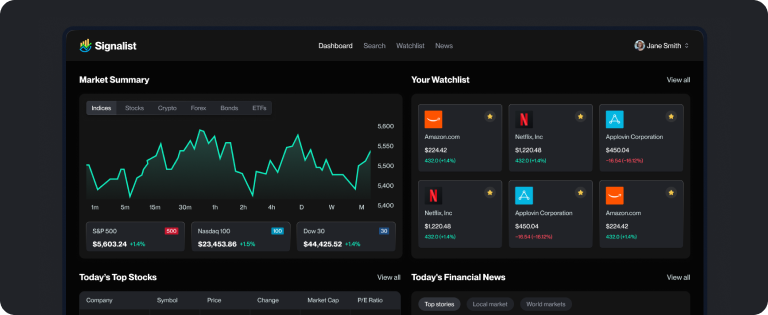 Signalist
Dashboard Search Watchlist News
Jane Smith
Market Summary
Indices Stocks Crypto Forex Bonds ETFs
5,600
5,550
5,500
5,400
5,400
1m 5m 15m 30m 1h 2h 4h D W M
S&P 500 500
$5,603.24 +1.4%
Nasdaq 100 100
$23,453.86 +1.5%
Dow 30 30
$44,425.52 +1.4%
Your Watchlist View all
Amazon.com
$224.42
432.0 (+1.4%)
Netflix, Inc
$1,220.48
432.0 (+1.4%)
Applovin Corporation
$450.04
-16.54 (-16.12%)
Netflix, Inc
$1,220.48
432.0 (+1.4%)
Applovin Corporation
$450.04
-16.54 (-16.12%)
Amazon.com
$224.42
432.0 (+1.4%)
Today's Top Stocks View all
Company Symbol Price Change Market Cap P/E Ratio
Today's Financial News View all
Top stories Local market World markets